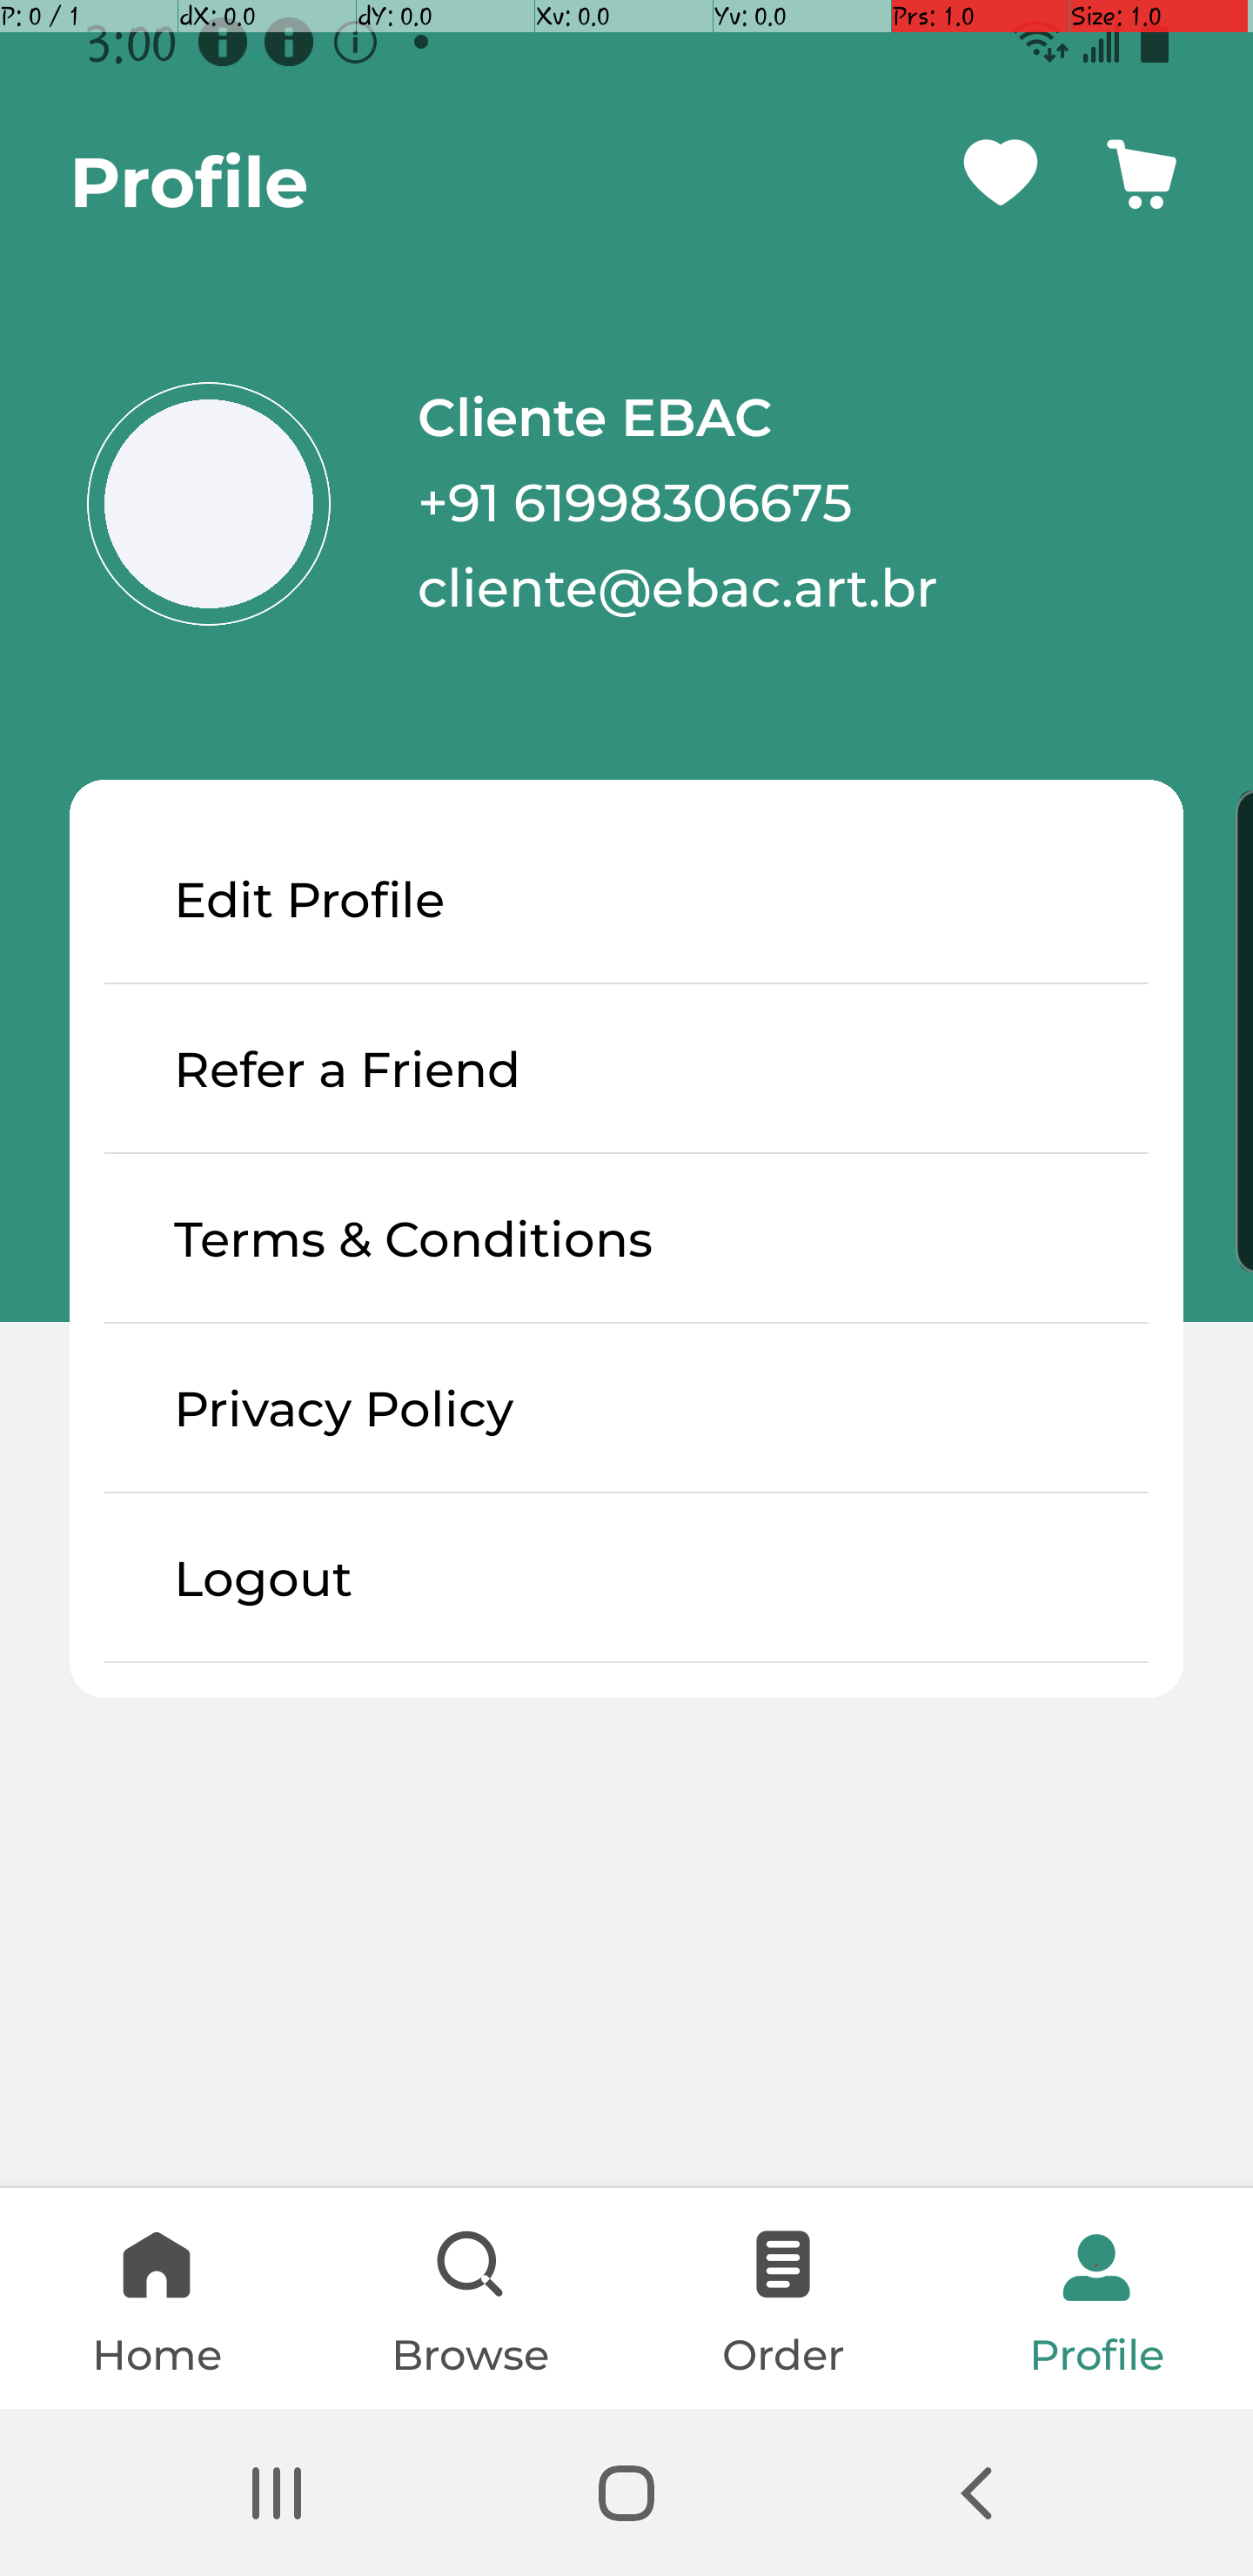 P: 0 / 1 dX: 0.0 dY: 0.0 Xv: 0.0 Yv: 0.0 Prs: 1.0 Size: 1.0
3:00
Profile
Cliente EBAC
+91 61998306675
cliente@ebac.art.br
Edit Profile
Refer a Friend
Terms & Conditions
Privacy Policy
Logout
Home Browse Order Profile